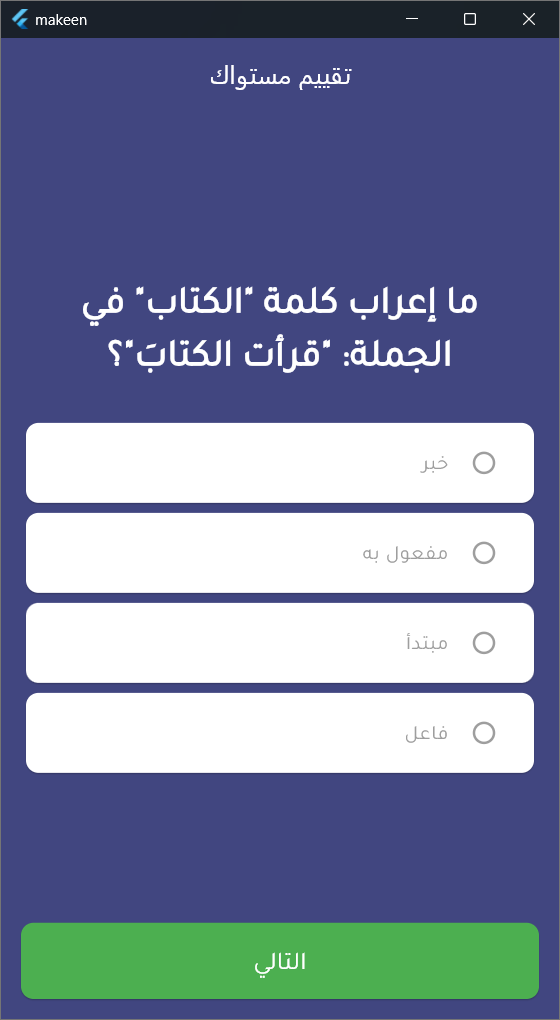 makeen
تقييم مستواك
ما إعراب كلمة "الكتاب" في
الجملة: "قرأت الكتابَ"؟
خبر
مفعول به
مبتدأ
فاعل
التالي